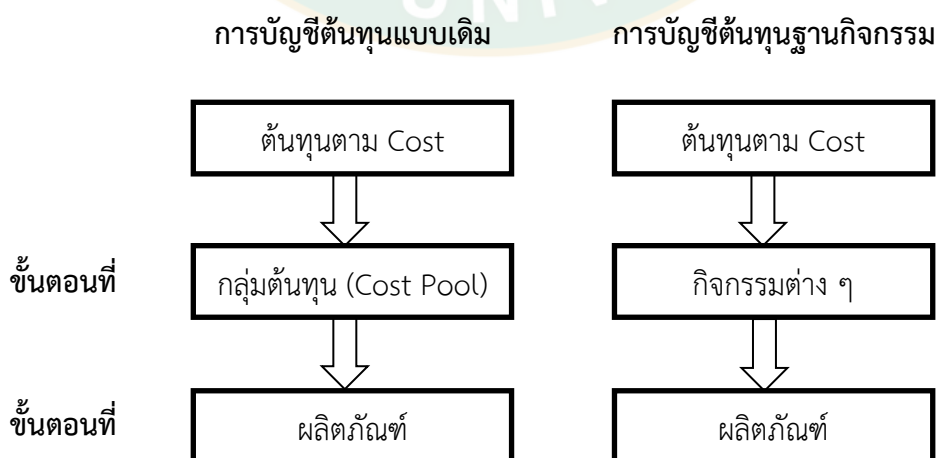 การบัญชีต้นทุนแบบเดิม การบัญชีต้นทุนฐานกิจกรรม
ต้นทุนตาม Cost ต้นทุนตาม Cost
ขั้นตอนที่ กลุ่มต้นทุน (Cost Pool) กิจกรรมต่าง ๆ
ขั้นตอนที่ ผลิตภัณฑ์ ผลิตภัณฑ์